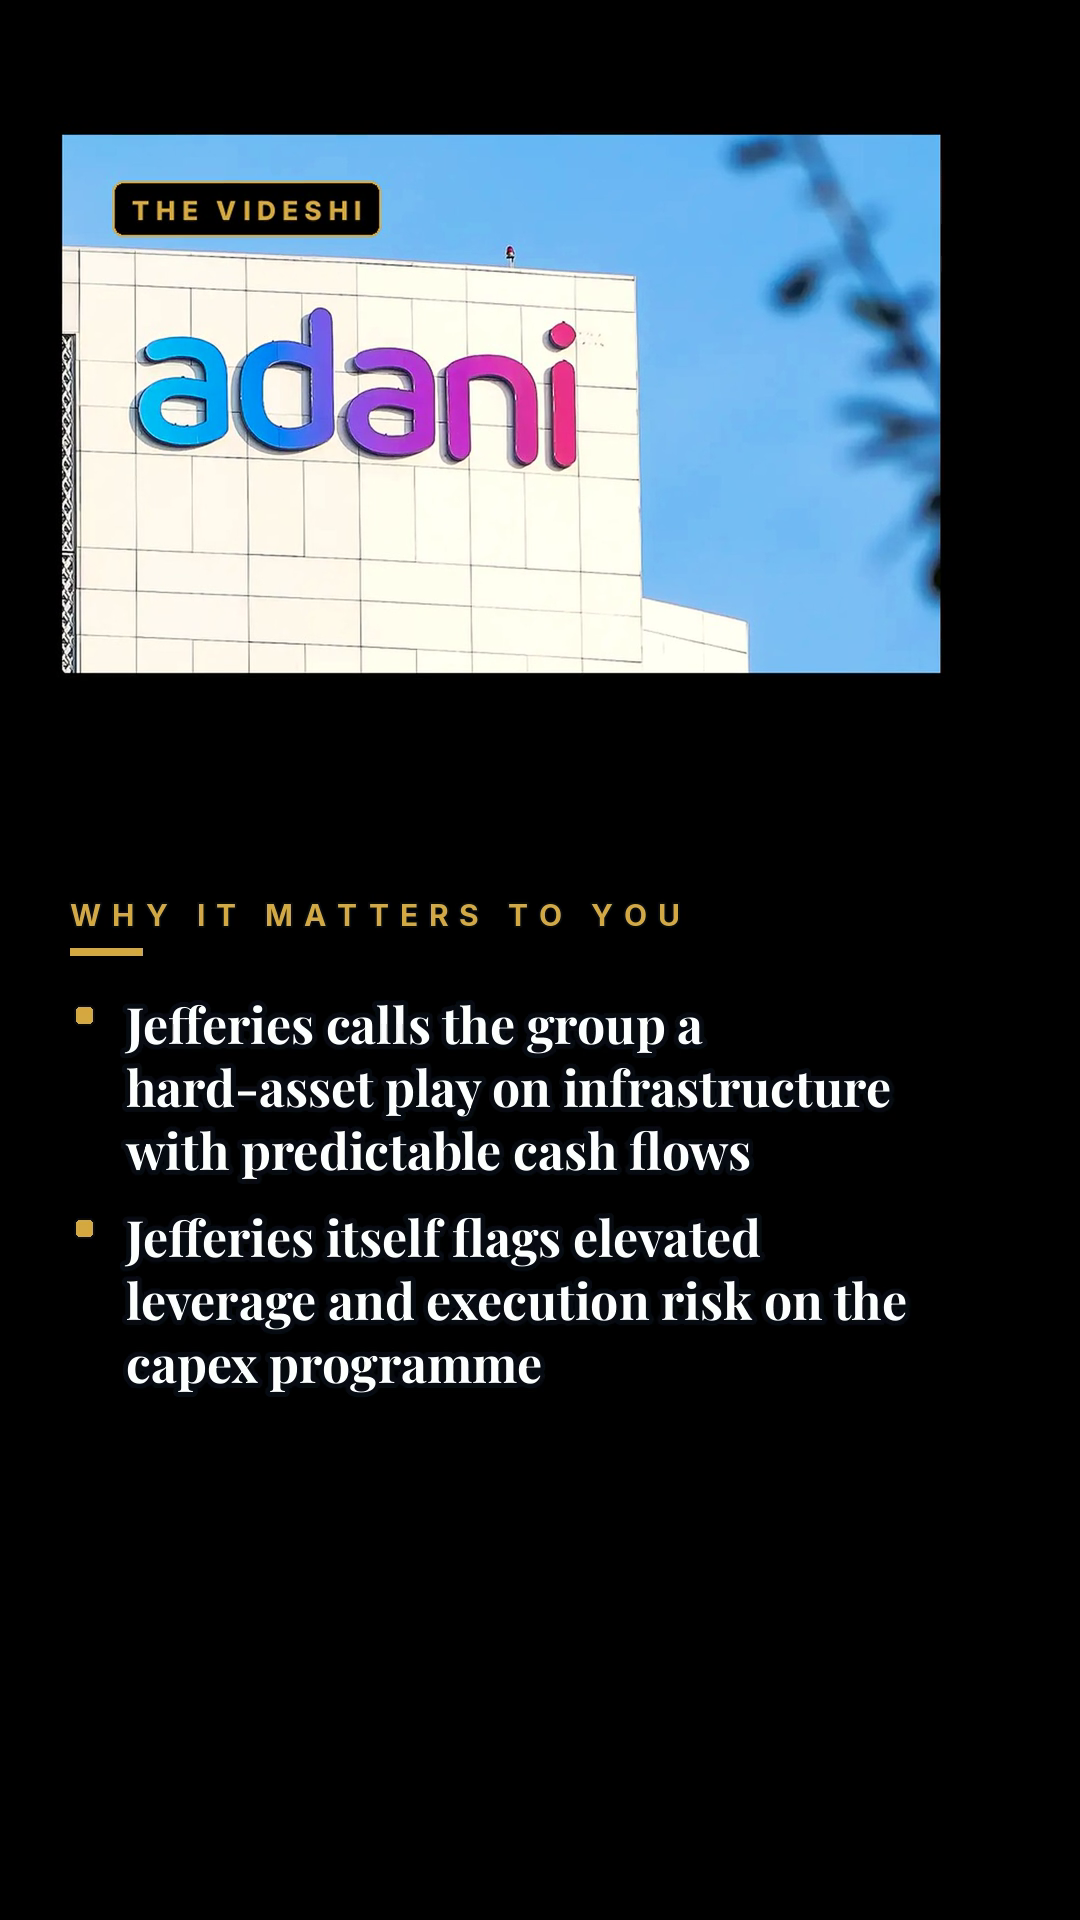 THE VIDESHI
adani
WHY IT MATTERS TO YOU
Jefferies calls the group a
hard-asset play on infrastructure
with predictable cash flows
Jefferies itself flags elevated
leverage and execution risk on the
capex programme